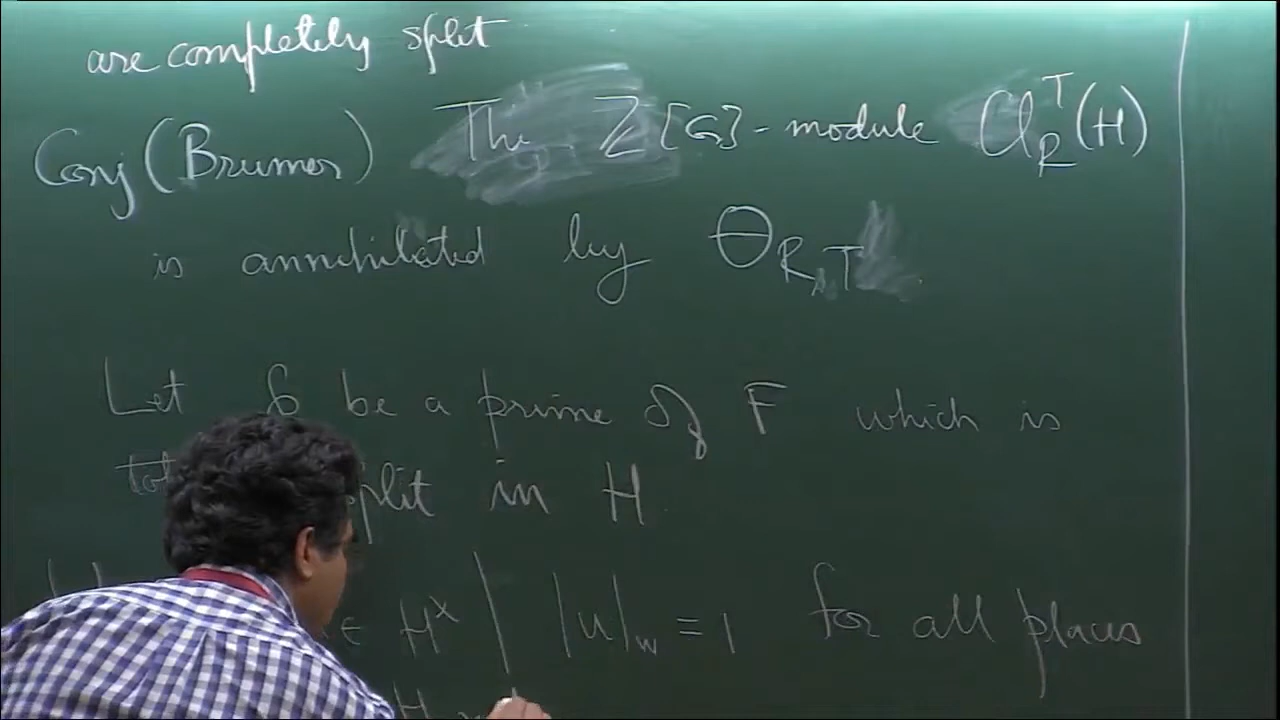 are completely split
Conj (Brumer) The ℤ[G]-module Cl_R^T(H)
is annihilated by Θ_{R,T}
Let be a prime of F which is
split in H
∈ H^× | |u|_w = 1 for all places
H